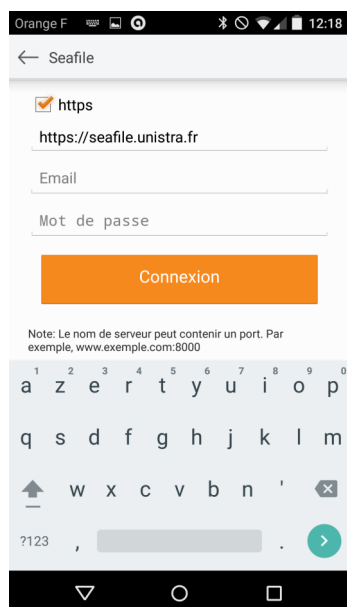 Orange F 12:18
Seafile
https
https://seafile.unistra.fr
Email
Mot de passe
Connexion
Note: Le nom de serveur peut contenir un port. Par
exemple, www.exemple.com:8000
1 2 3 4 5 6 7 8 9 0
a z e r t y u i o p
q s d f g h j k l m
w x c v b n '
?123 , .